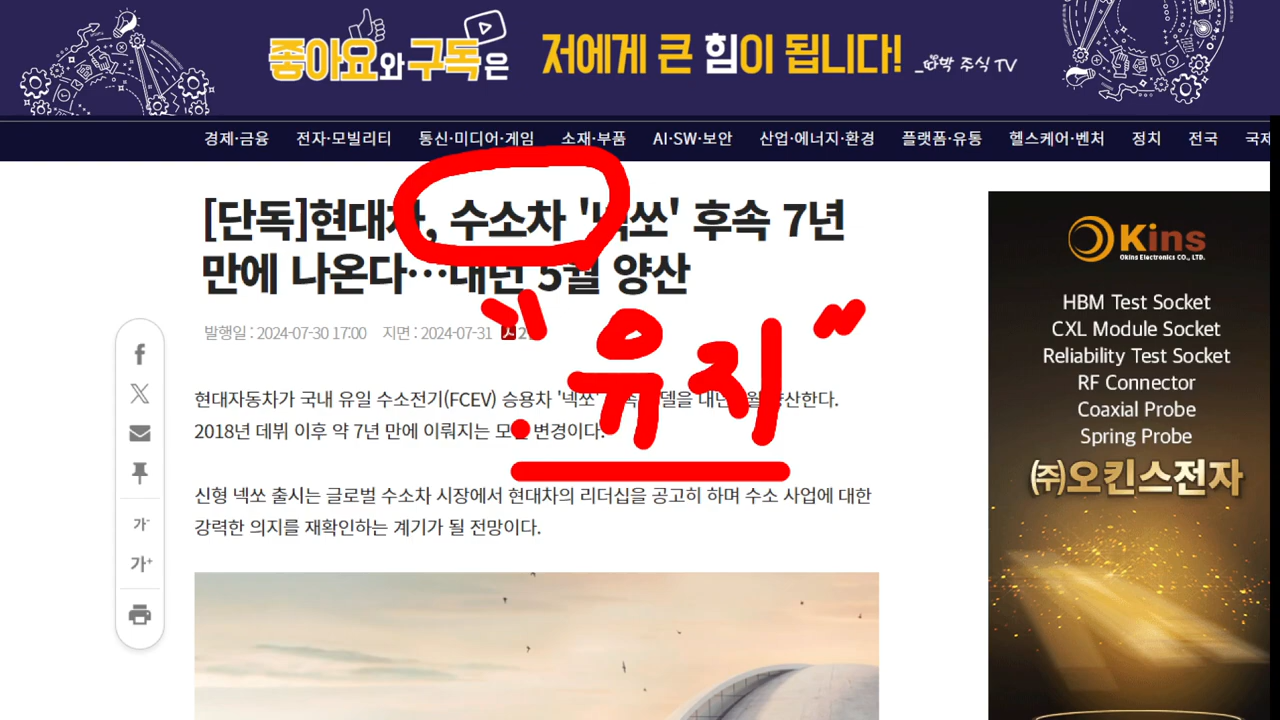 좋아요와 구독은 저에게 큰 힘이 됩니다!
주식 TV
경제·금융 전자·모빌리티 통신·미디어·게임 소재·부품 AI·SW·보안 산업·에너지·환경 플랫폼·유통 헬스케어·벤처 정치 전국 국제
[단독]현대차, 수소차 '넥쏘' 후속 7년
만에 나온다…내년 5월 양산
발행일 : 2024-07-30 17:00 지면 : 2024-07-31
"유지"
현대자동차가 국내 유일 수소전기(FCEV) 승용차 '넥쏘' 양산한다.
2018년 데뷔 이후 약 7년 만에 이뤄지는 변경이다.
신형 넥쏘 출시는 글로벌 수소차 시장에서 현대차의 리더십을 공고히 하며 수소 사업에 대한
강력한 의지를 재확인하는 계기가 될 전망이다.
가-
가+
Okins
Okins Electronics CO., LTD.
HBM Test Socket
CXL Module Socket
Reliability Test Socket
RF Connector
Coaxial Probe
Spring Probe
㈜오킨스전자